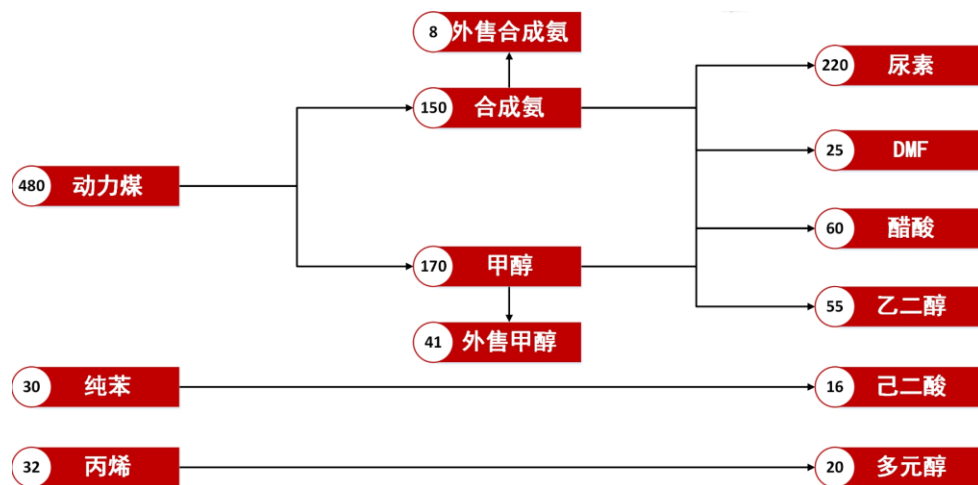 8 外售合成氨
150 合成氨
220 尿素
25 DMF
480 动力煤
60 醋酸
170 甲醇
55 乙二醇
41 外售甲醇
30 纯苯
16 己二酸
32 丙烯
20 多元醇